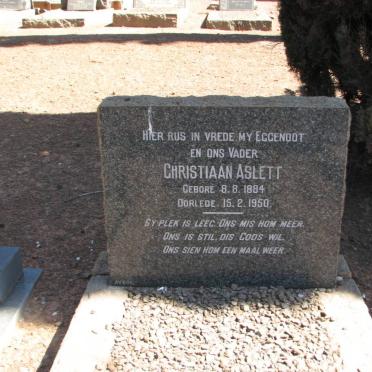 HIER RUS IN VREDE MY EGGENOOT
EN ONS VADER
CHRISTIAAN ASLETT
GEBORE 8. 8. 1884
OORLEDE. 15. 2. 1950.
SY PLEK IS LEEG. ONS MIS HOM MEER.
ONS IS STIL, DIS GODS WIL.
ONS SIEN HOM EEN MAAL WEER.